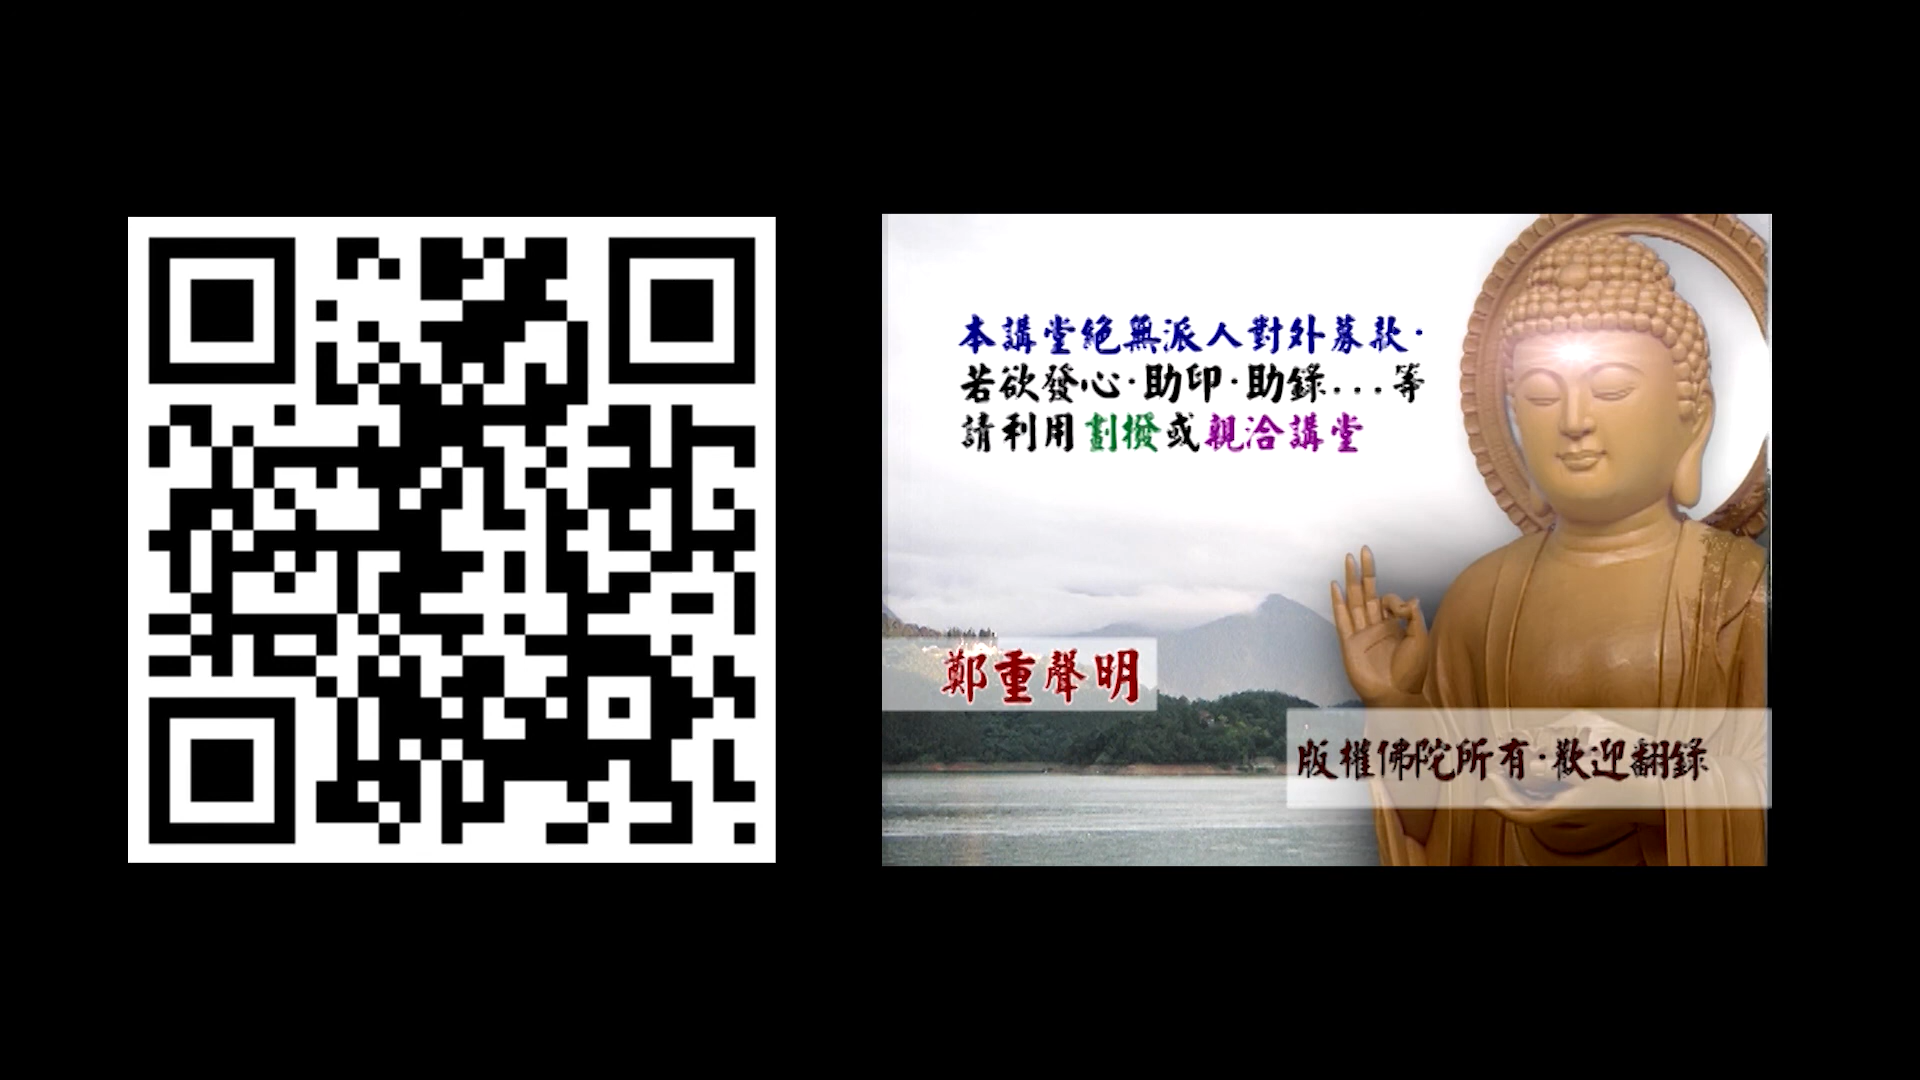 本講堂絕無派人對外募款·
若欲發心·助印·助錄...等
請利用劃撥或親洽講堂
鄭重聲明
版權佛陀所有·歡迎翻錄